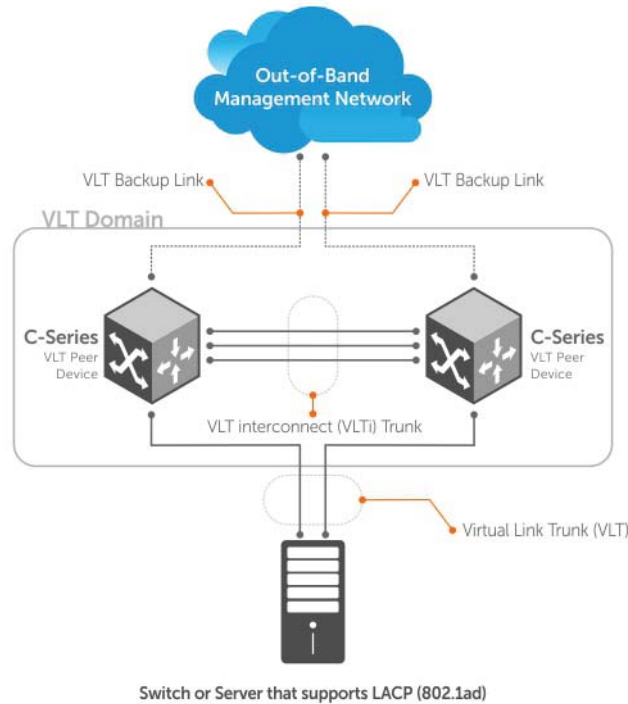 Out-of-Band
Management Network
VLT Backup Link
VLT Backup Link
VLT Domain
C-Series
VLT Peer
Device
C-Series
VLT Peer
Device
VLT interconnect (VLTi) Trunk
Virtual Link Trunk (VLT)
Switch or Server that supports LACP (802.1ad)